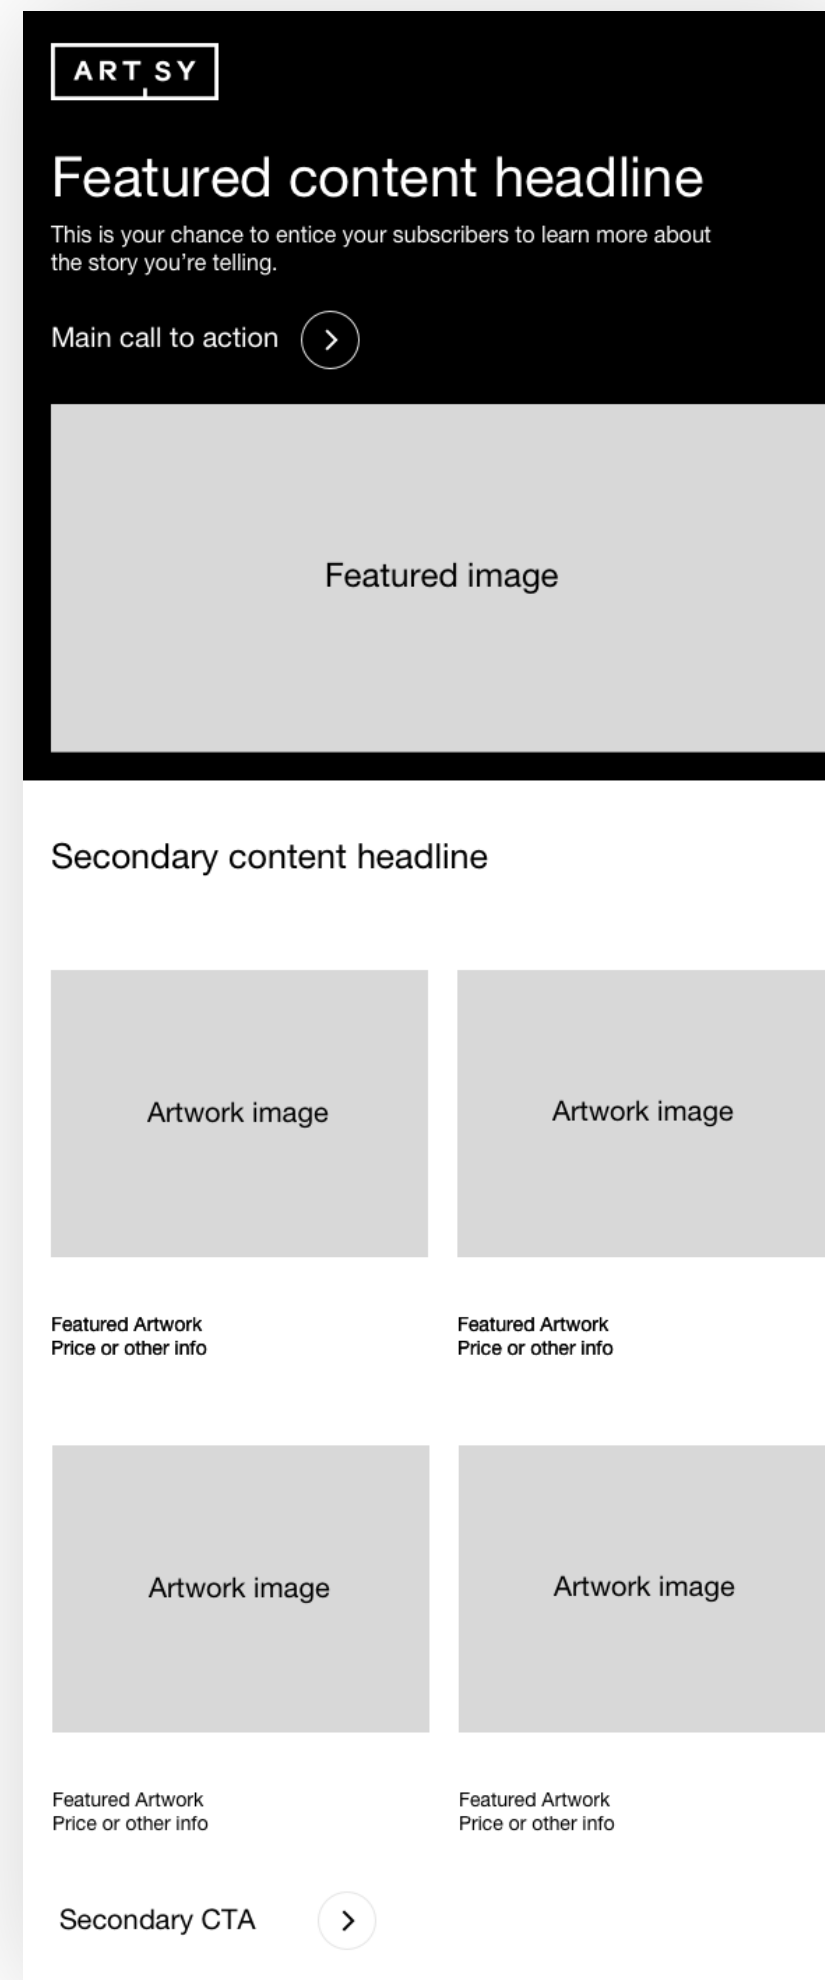 ARTSY
Featured content headline
This is your chance to entice your subscribers to learn more about
the story you’re telling.
Main call to action
Featured image
Secondary content headline
Artwork image
Artwork image
Featured Artwork
Price or other info
Featured Artwork
Price or other info
Artwork image
Artwork image
Featured Artwork
Price or other info
Featured Artwork
Price or other info
Secondary CTA